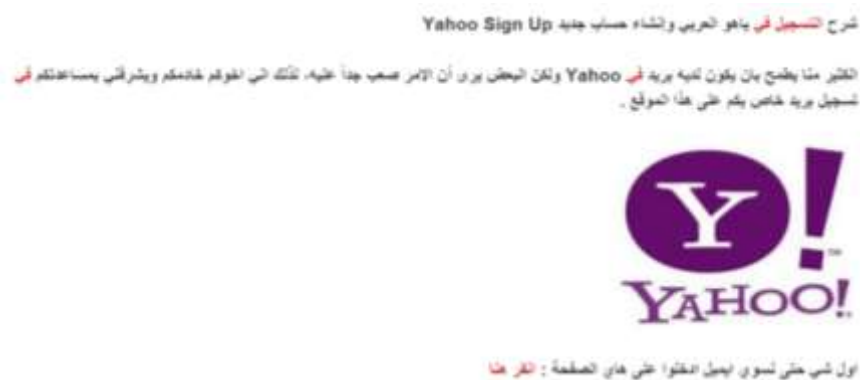 شرح التسجيل في ياهو العربي وإنشاء حساب جديد Yahoo Sign Up
الكثير منا يطمح بان يكون لديه بريد في Yahoo ولكن البعض يرى أن الامر صعب جداً عليه، لذلك اني اخوكم خادمكم ويشرفني بمساعدتكم في
تسجيل بريد خاص بكم على هذا الموقع .
Y!
YAHOO!
اول شي حتى تسوي ايميل ادخلوا على هاي الصفحة : انقر هنا